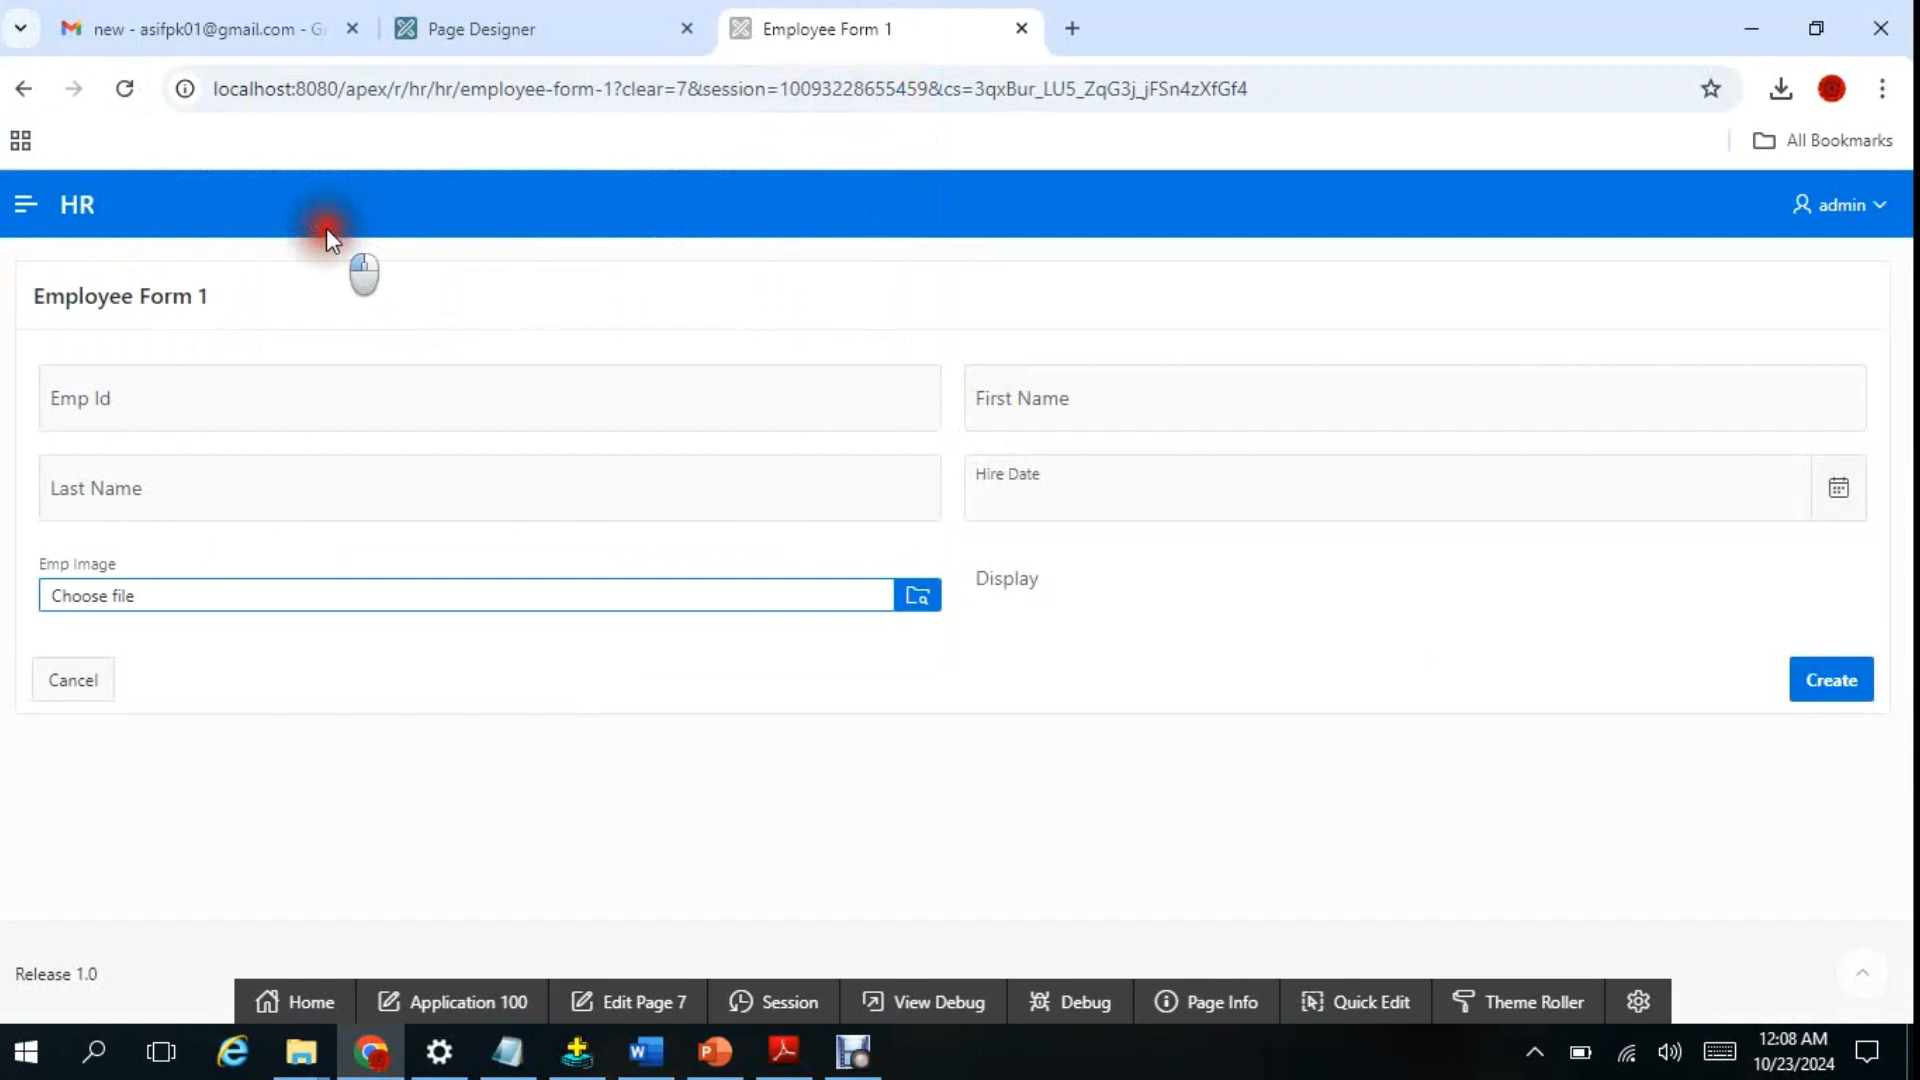 new - asifpk01@gmail.com - Gr
Page Designer
Employee Form 1
localhost:8080/apex/r/hr/hr/employee-form-1?clear=7&session=10093228655459&cs=3qxBur_LU5_ZqG3j_jFSn4zXfGf4
All Bookmarks
HR
admin
Employee Form 1
Emp Id
First Name
Last Name
Hire Date
Emp Image
Choose file
Display
Cancel
Create
Release 1.0
Home
Application 100
Edit Page 7
Session
View Debug
Debug
Page Info
Quick Edit
Theme Roller
12:08 AM
10/23/2024